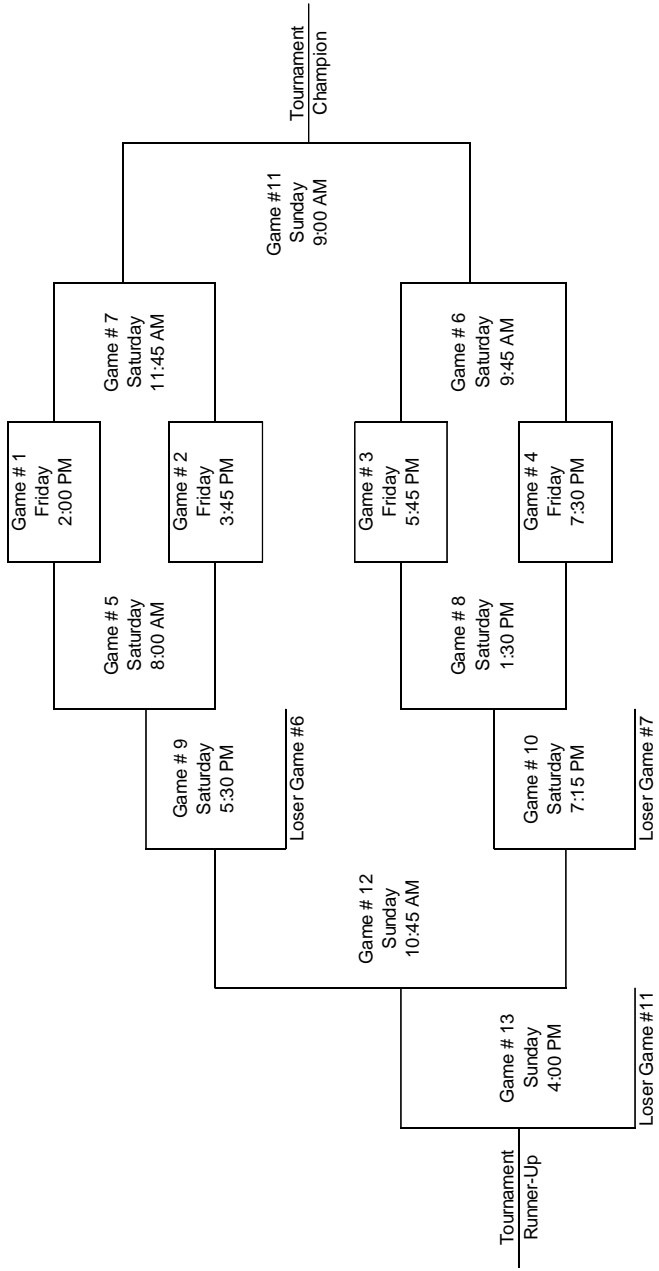 Tournament
Champion
Game #11
Sunday
9:00 AM
Game # 7
Saturday
11:45 AM
Game # 6
Saturday
9:45 AM
Game # 1
Friday
2:00 PM
Game # 2
Friday
3:45 PM
Game # 3
Friday
5:45 PM
Game # 4
Friday
7:30 PM
Game # 5
Saturday
8:00 AM
Game # 8
Saturday
1:30 PM
Game # 9
Saturday
5:30 PM
Loser Game #6
Game # 10
Saturday
7:15 PM
Loser Game #7
Game # 12
Sunday
10:45 AM
Game # 13
Sunday
4:00 PM
Loser Game #11
Tournament
Runner-Up